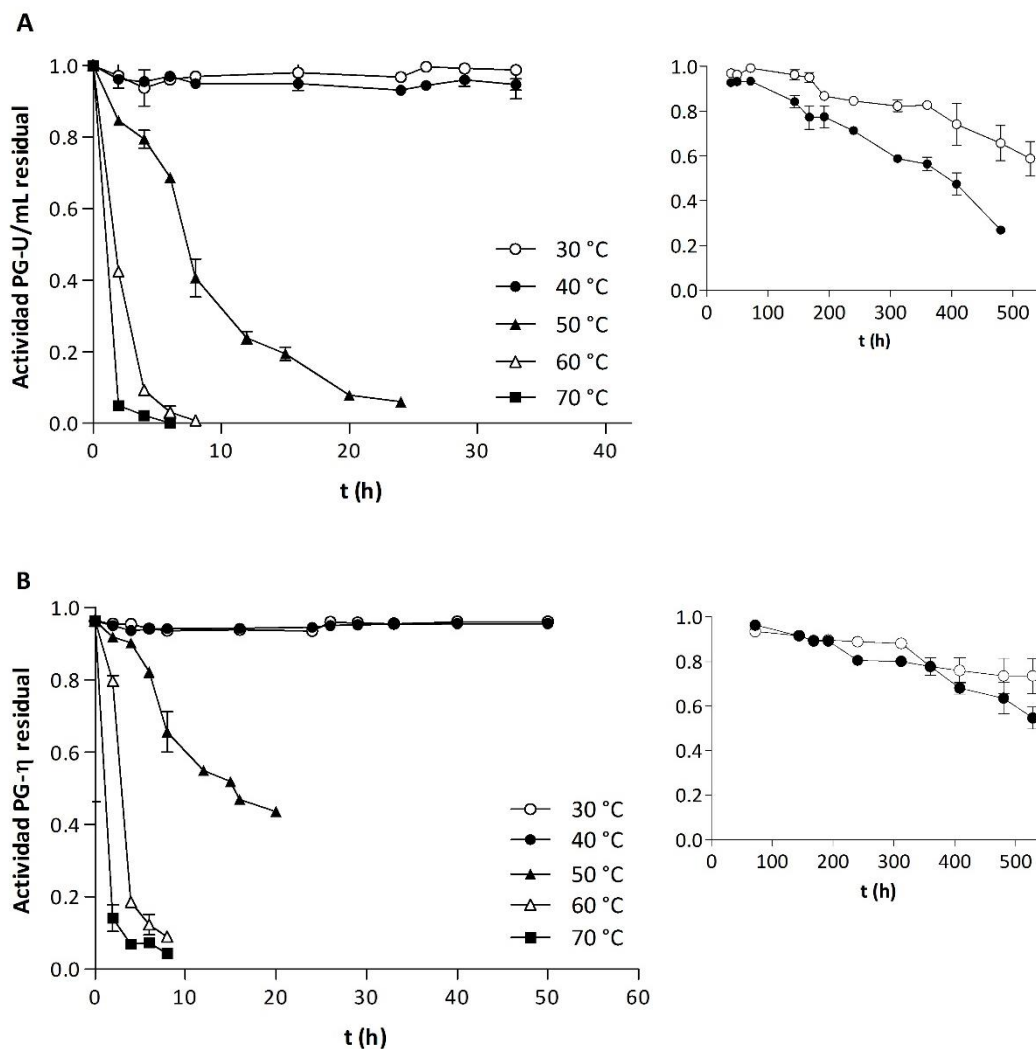 A
Actividad PG-U/mL residual
1.0
0.8
0.6
0.4
0.2
0.0
0
10
20
30
40
t (h)
30 °C
40 °C
50 °C
60 °C
70 °C
1.0
0.8
0.6
0.4
0.2
0.0
0
100
200
300
400
500
t (h)
B
Actividad PG-η residual
1.0
0.8
0.6
0.4
0.2
0.0
0
10
20
30
40
50
60
t (h)
30 °C
40 °C
50 °C
60 °C
70 °C
1.0
0.8
0.6
0.4
0.2
0.0
0
100
200
300
400
500
t (h)